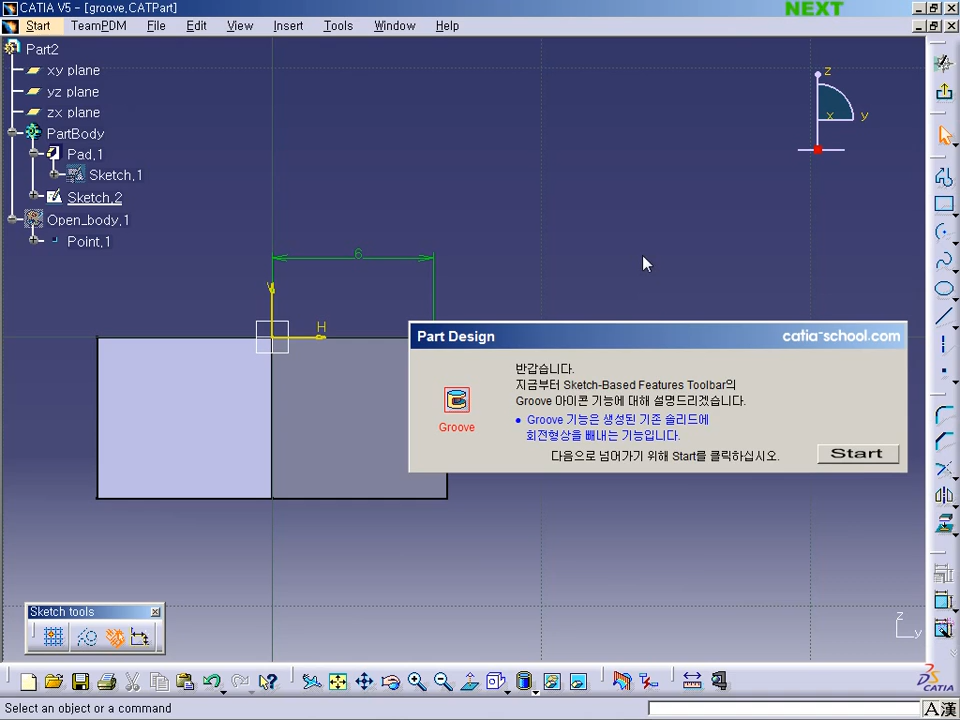 CATIA V5 - [groove,CATPart]
NEXT
Start TeamPDM File Edit View Insert Tools Window Help
Part2
xy plane
yz plane
zx plane
PartBody
Pad,1
Sketch,1
Sketch,2
Open_body,1
Point,1
z
x y
6
V
H
Part Design
catia-school.com
반갑습니다.
지금부터 Sketch-Based Features Toolbar의
Groove 아이콘 기능에 대해 설명드리겠습니다.
Groove
• Groove 기능은 생성된 기존 솔리드에
회전형상을 빼내는 기능입니다.
다음으로 넘어가기 위해 Start를 클릭하십시오.
Start
Sketch tools
z
y
CATIA
Select an object or a command
A漢